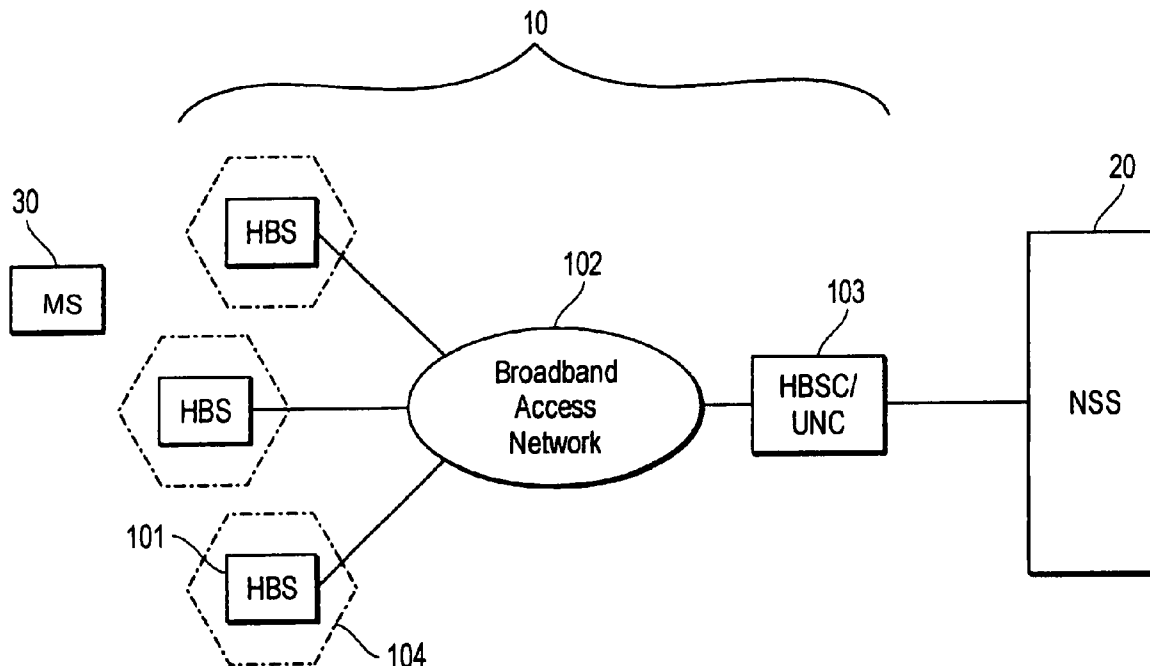 10
20
30
HBS
MS
102
103
Broadband
Access
Network
HBSC/
UNC
NSS
HBS
101
HBS
104